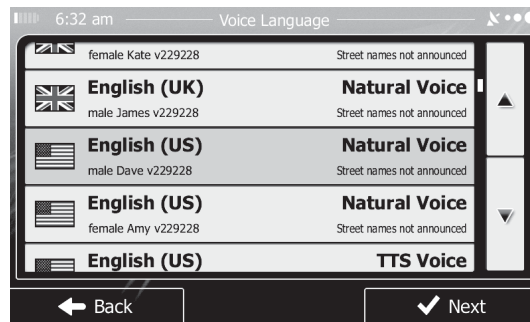 6:32 am Voice Language
female Kate v229228 Street names not announced
English (UK) Natural Voice
male James v229228 Street names not announced
English (US) Natural Voice
male Dave v229228 Street names not announced
English (US) Natural Voice
female Amy v229228 Street names not announced
English (US) TTS Voice
Back Next